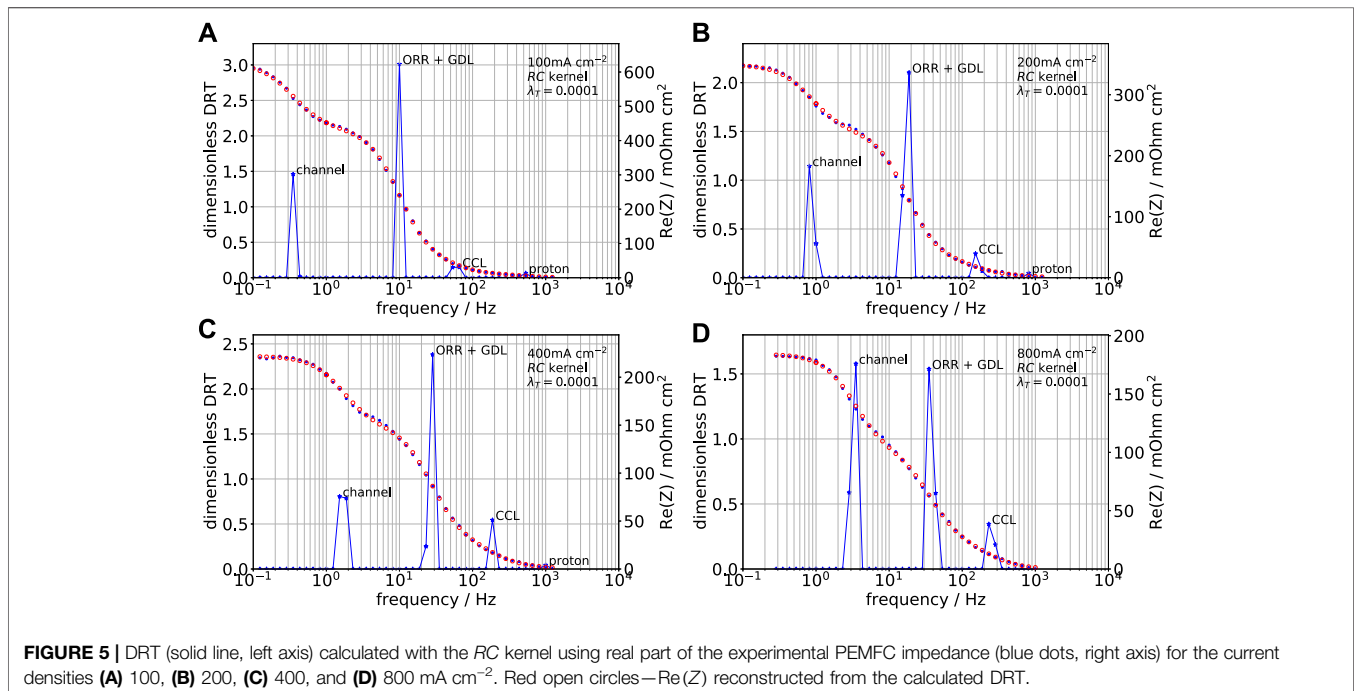 A
3.0
2.5
2.0
1.5
1.0
0.5
0.0
dimensionless DRT
600
500
400
300
200
100
0
Re(Z) / mOhm cm²
10⁻¹ 10⁰ 10¹ 10² 10³ 10⁴
frequency / Hz
channel
ORR + GDL
CCL
proton
100mA cm⁻²
RC kernel
λ_T = 0.0001
B
2.0
1.5
1.0
0.5
0.0
dimensionless DRT
300
200
100
0
Re(Z) / mOhm cm²
10⁻¹ 10⁰ 10¹ 10² 10³ 10⁴
frequency / Hz
channel
ORR + GDL
CCL
proton
200mA cm⁻²
RC kernel
λ_T = 0.0001
C
2.5
2.0
1.5
1.0
0.5
0.0
dimensionless DRT
200
150
100
50
0
Re(Z) / mOhm cm²
10⁻¹ 10⁰ 10¹ 10² 10³ 10⁴
frequency / Hz
channel
ORR + GDL
CCL
proton
400mA cm⁻²
RC kernel
λ_T = 0.0001
D
1.5
1.0
0.5
0.0
dimensionless DRT
200
150
100
50
0
Re(Z) / mOhm cm²
10⁻¹ 10⁰ 10¹ 10² 10³ 10⁴
frequency / Hz
channel
ORR + GDL
CCL
800mA cm⁻²
RC kernel
λ_T = 0.0001
FIGURE 5 | DRT (solid line, left axis) calculated with the RC kernel using real part of the experimental PEMFC impedance (blue dots, right axis) for the current
densities (A) 100, (B) 200, (C) 400, and (D) 800 mA cm⁻². Red open circles—Re(Z) reconstructed from the calculated DRT.